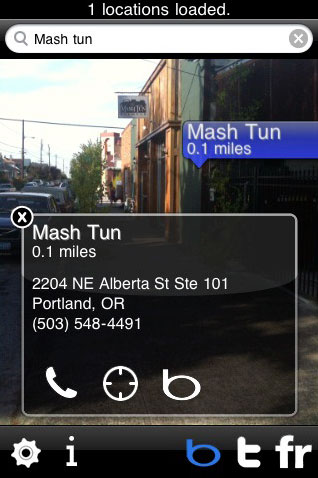 1 locations loaded.
Mash tun
Mash Tun
0.1 miles
Mash Tun
0.1 miles
2204 NE Alberta St Ste 101
Portland, OR
(503) 548-4491
b
i
b t fr